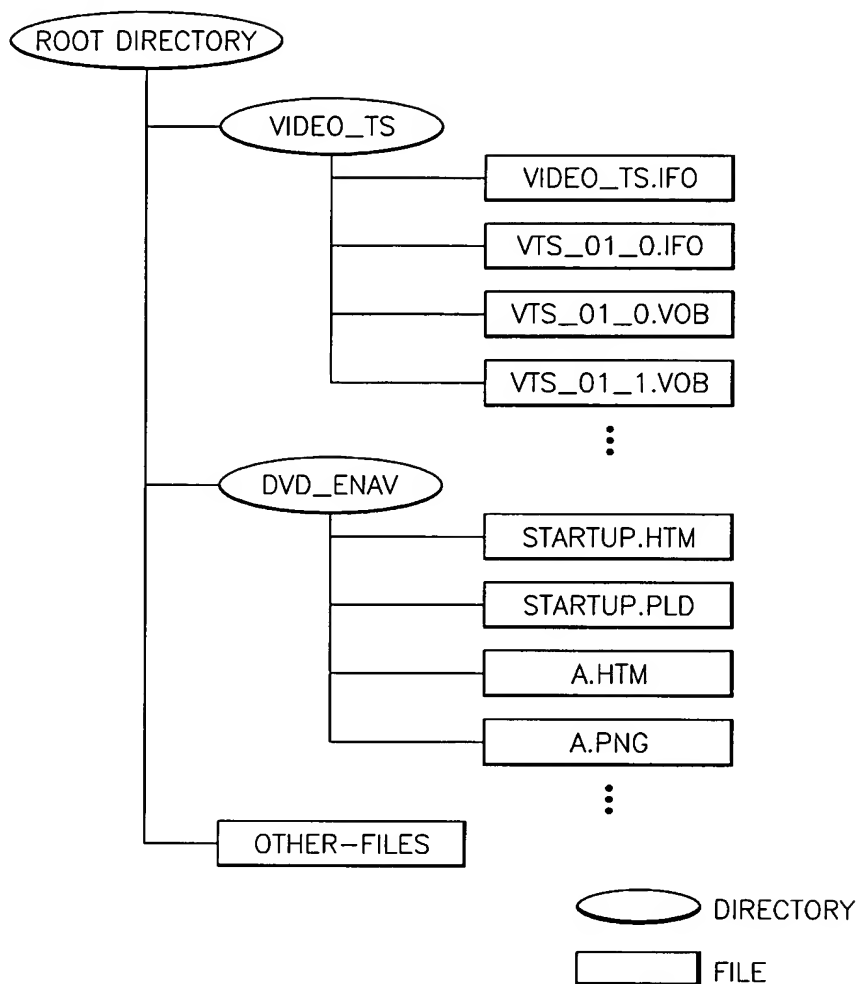 ROOT DIRECTORY
VIDEO_TS
VIDEO_TS.IFO
VTS_01_0.IFO
VTS_01_0.VOB
VTS_01_1.VOB
DVD_ENAV
STARTUP.HTM
STARTUP.PLD
A.HTM
A.PNG
OTHER-FILES
DIRECTORY
FILE